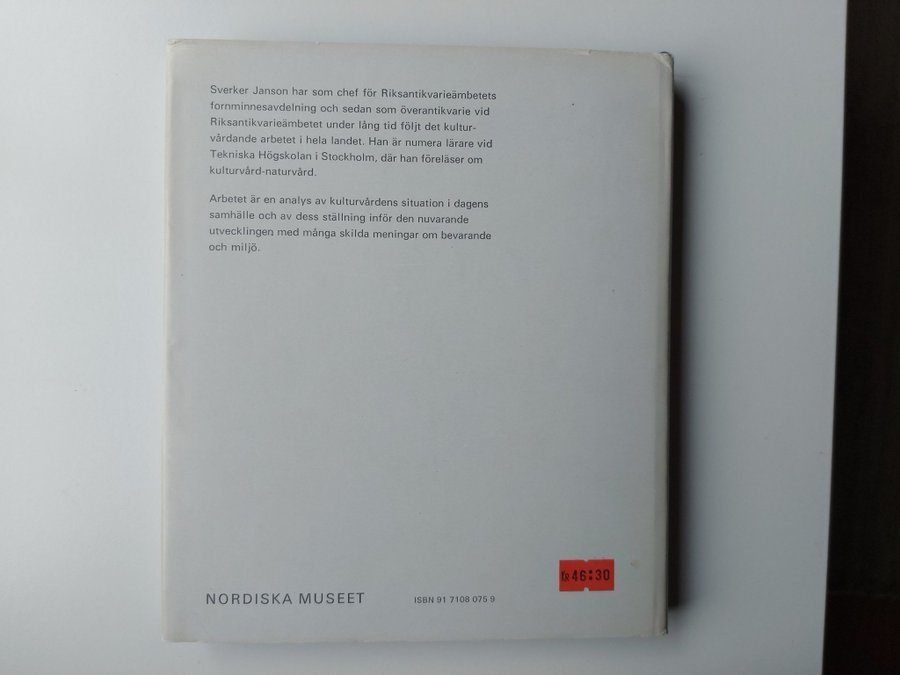 Sverker Janson har som chef för Riksantikvarieämbetets
fornminnesavdelning och sedan som överantikvarie vid
Riksantikvarieämbetet under lång tid följt det kultur-
vårdande arbetet i hela landet. Han är numera lärare vid
Tekniska Högskolan i Stockholm, där han föreläser om
kulturvård-naturvård.
Arbetet är en analys av kulturvårdens situation i dagens
samhälle och av dess ställning inför den nuvarande
utvecklingen med många skilda meningar om bevarande
och miljö.
KR 46:30
NORDISKA MUSEET ISBN 91 7108 075 9